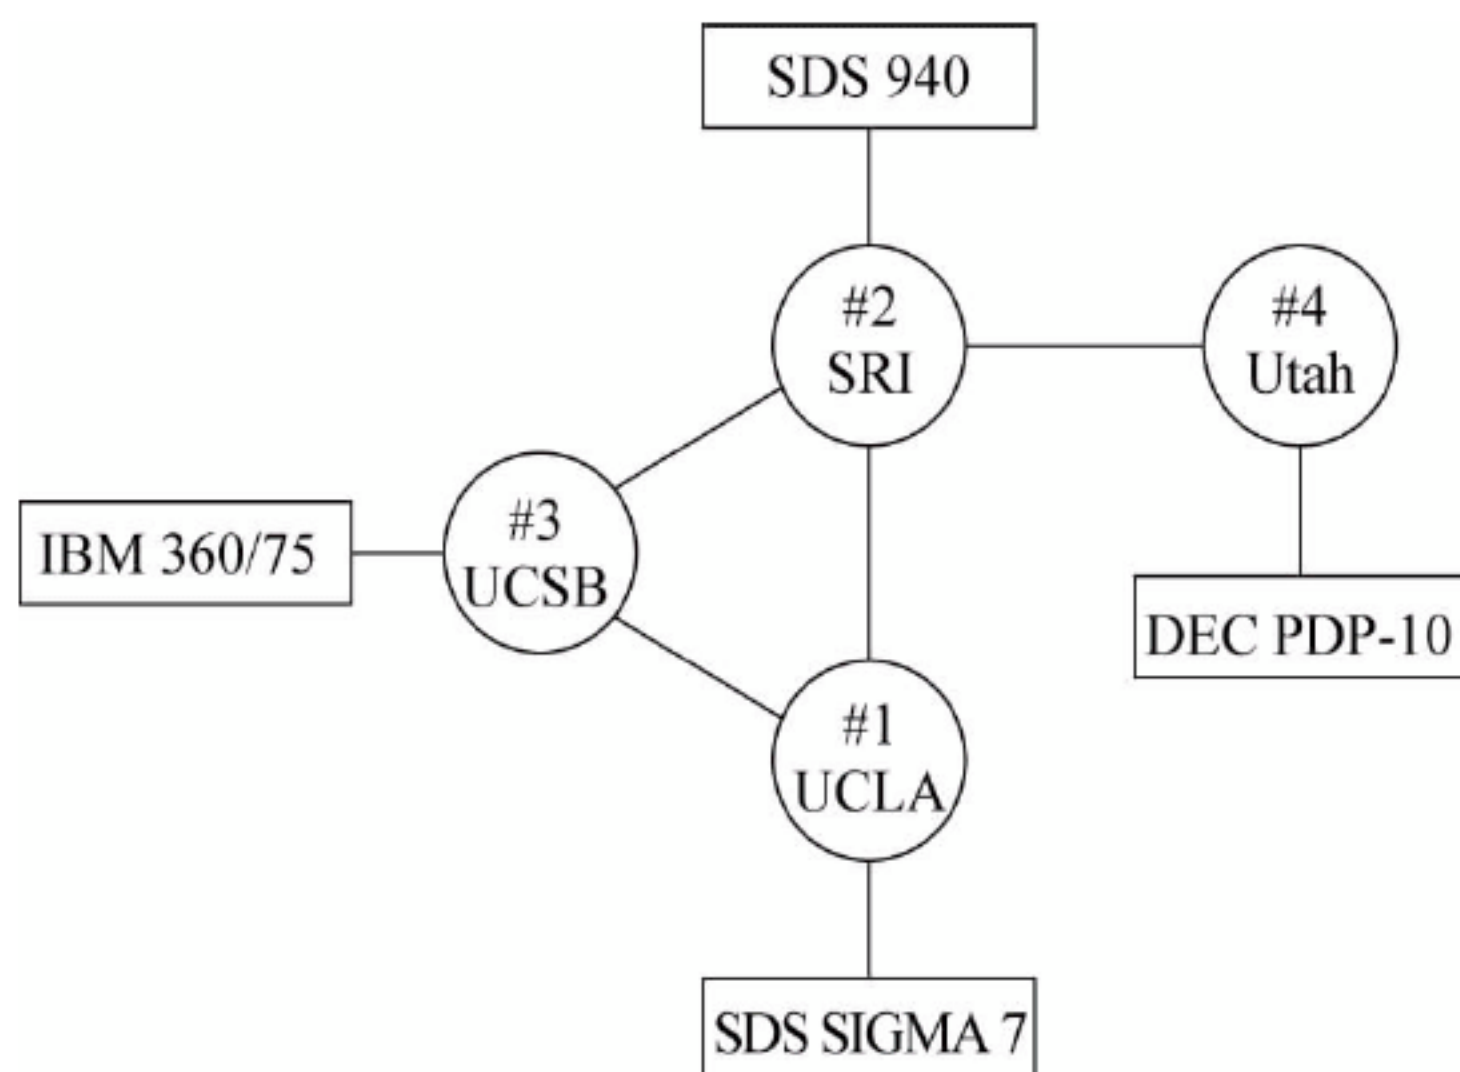 SDS 940
#2
SRI
#4
Utah
#3
UCSB
IBM 360/75
DEC PDP-10
#1
UCLA
SDS SIGMA 7